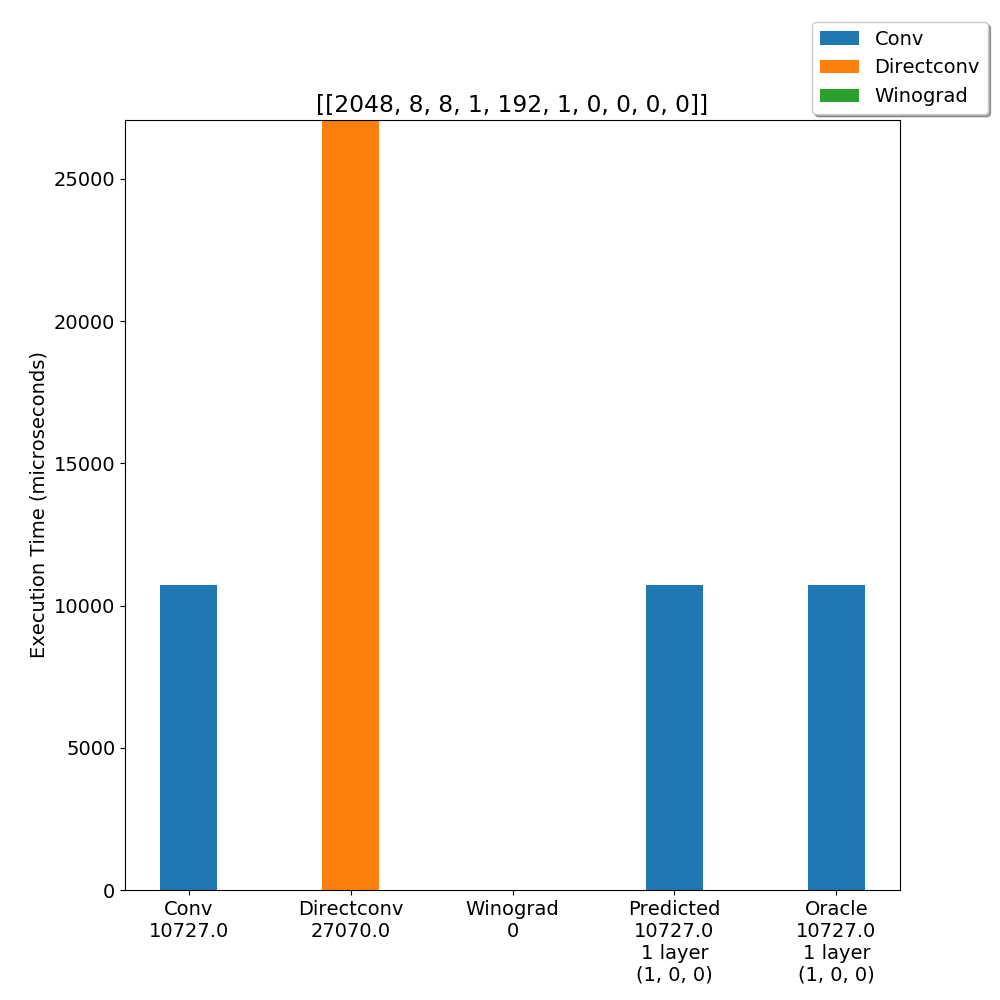 Conv
Directconv
Winograd
[[2048, 8, 8, 1, 192, 1, 0, 0, 0, 0]]
Execution Time (microseconds)
25000
20000
15000
10000
5000
0
Conv
10727.0
Directconv
27070.0
Winograd
0
Predicted
10727.0
1 layer
(1, 0, 0)
Oracle
10727.0
1 layer
(1, 0, 0)